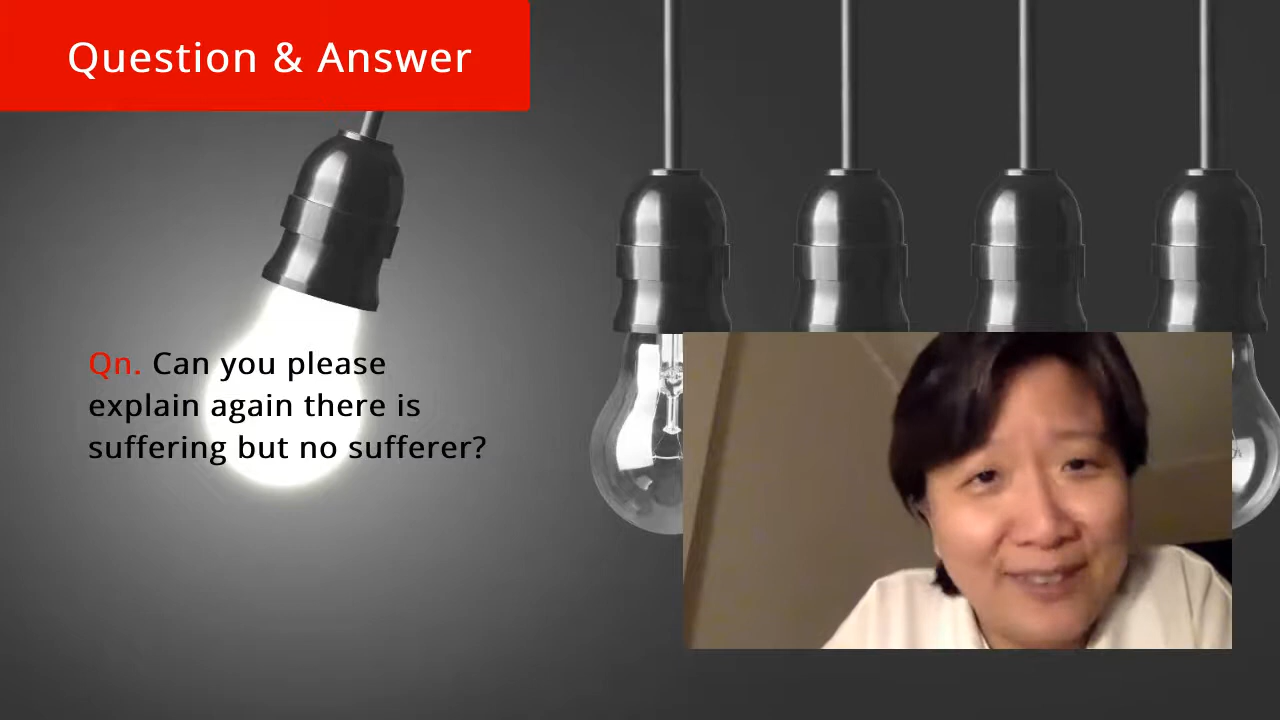 Question & Answer
Qn. Can you please
explain again there is
suffering but no sufferer?